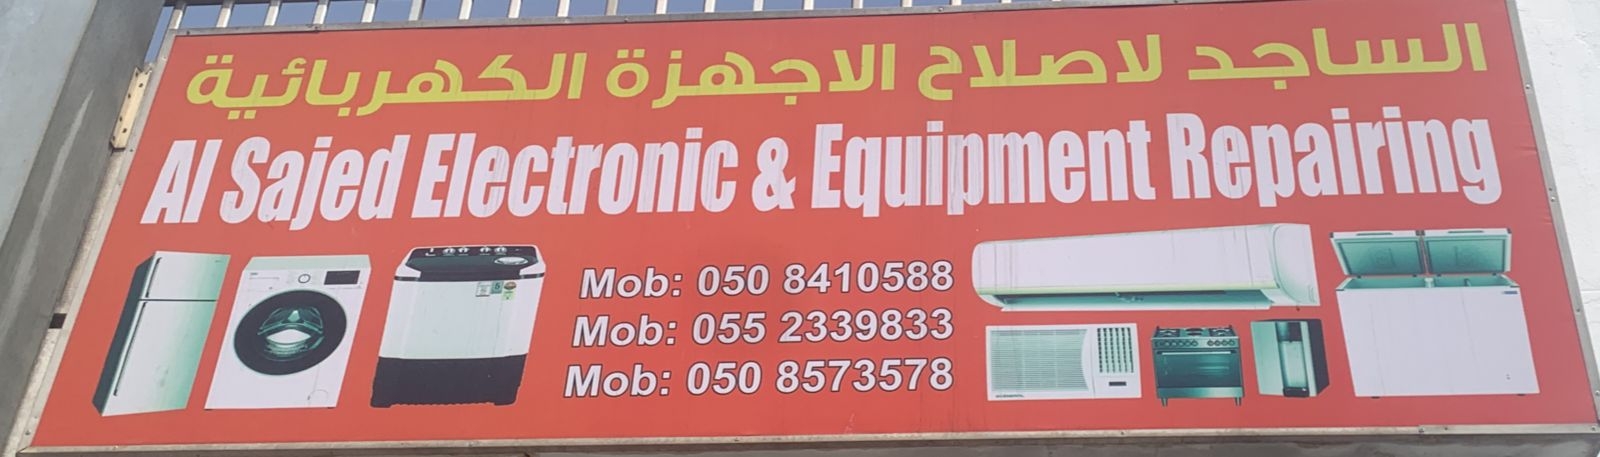 الساجد لاصلاح الاجهزة الكهربائية
Al Sajed Electronic & Equipment Repairing
Mob: 050 8410588
Mob: 055 2339833
Mob: 050 8573578